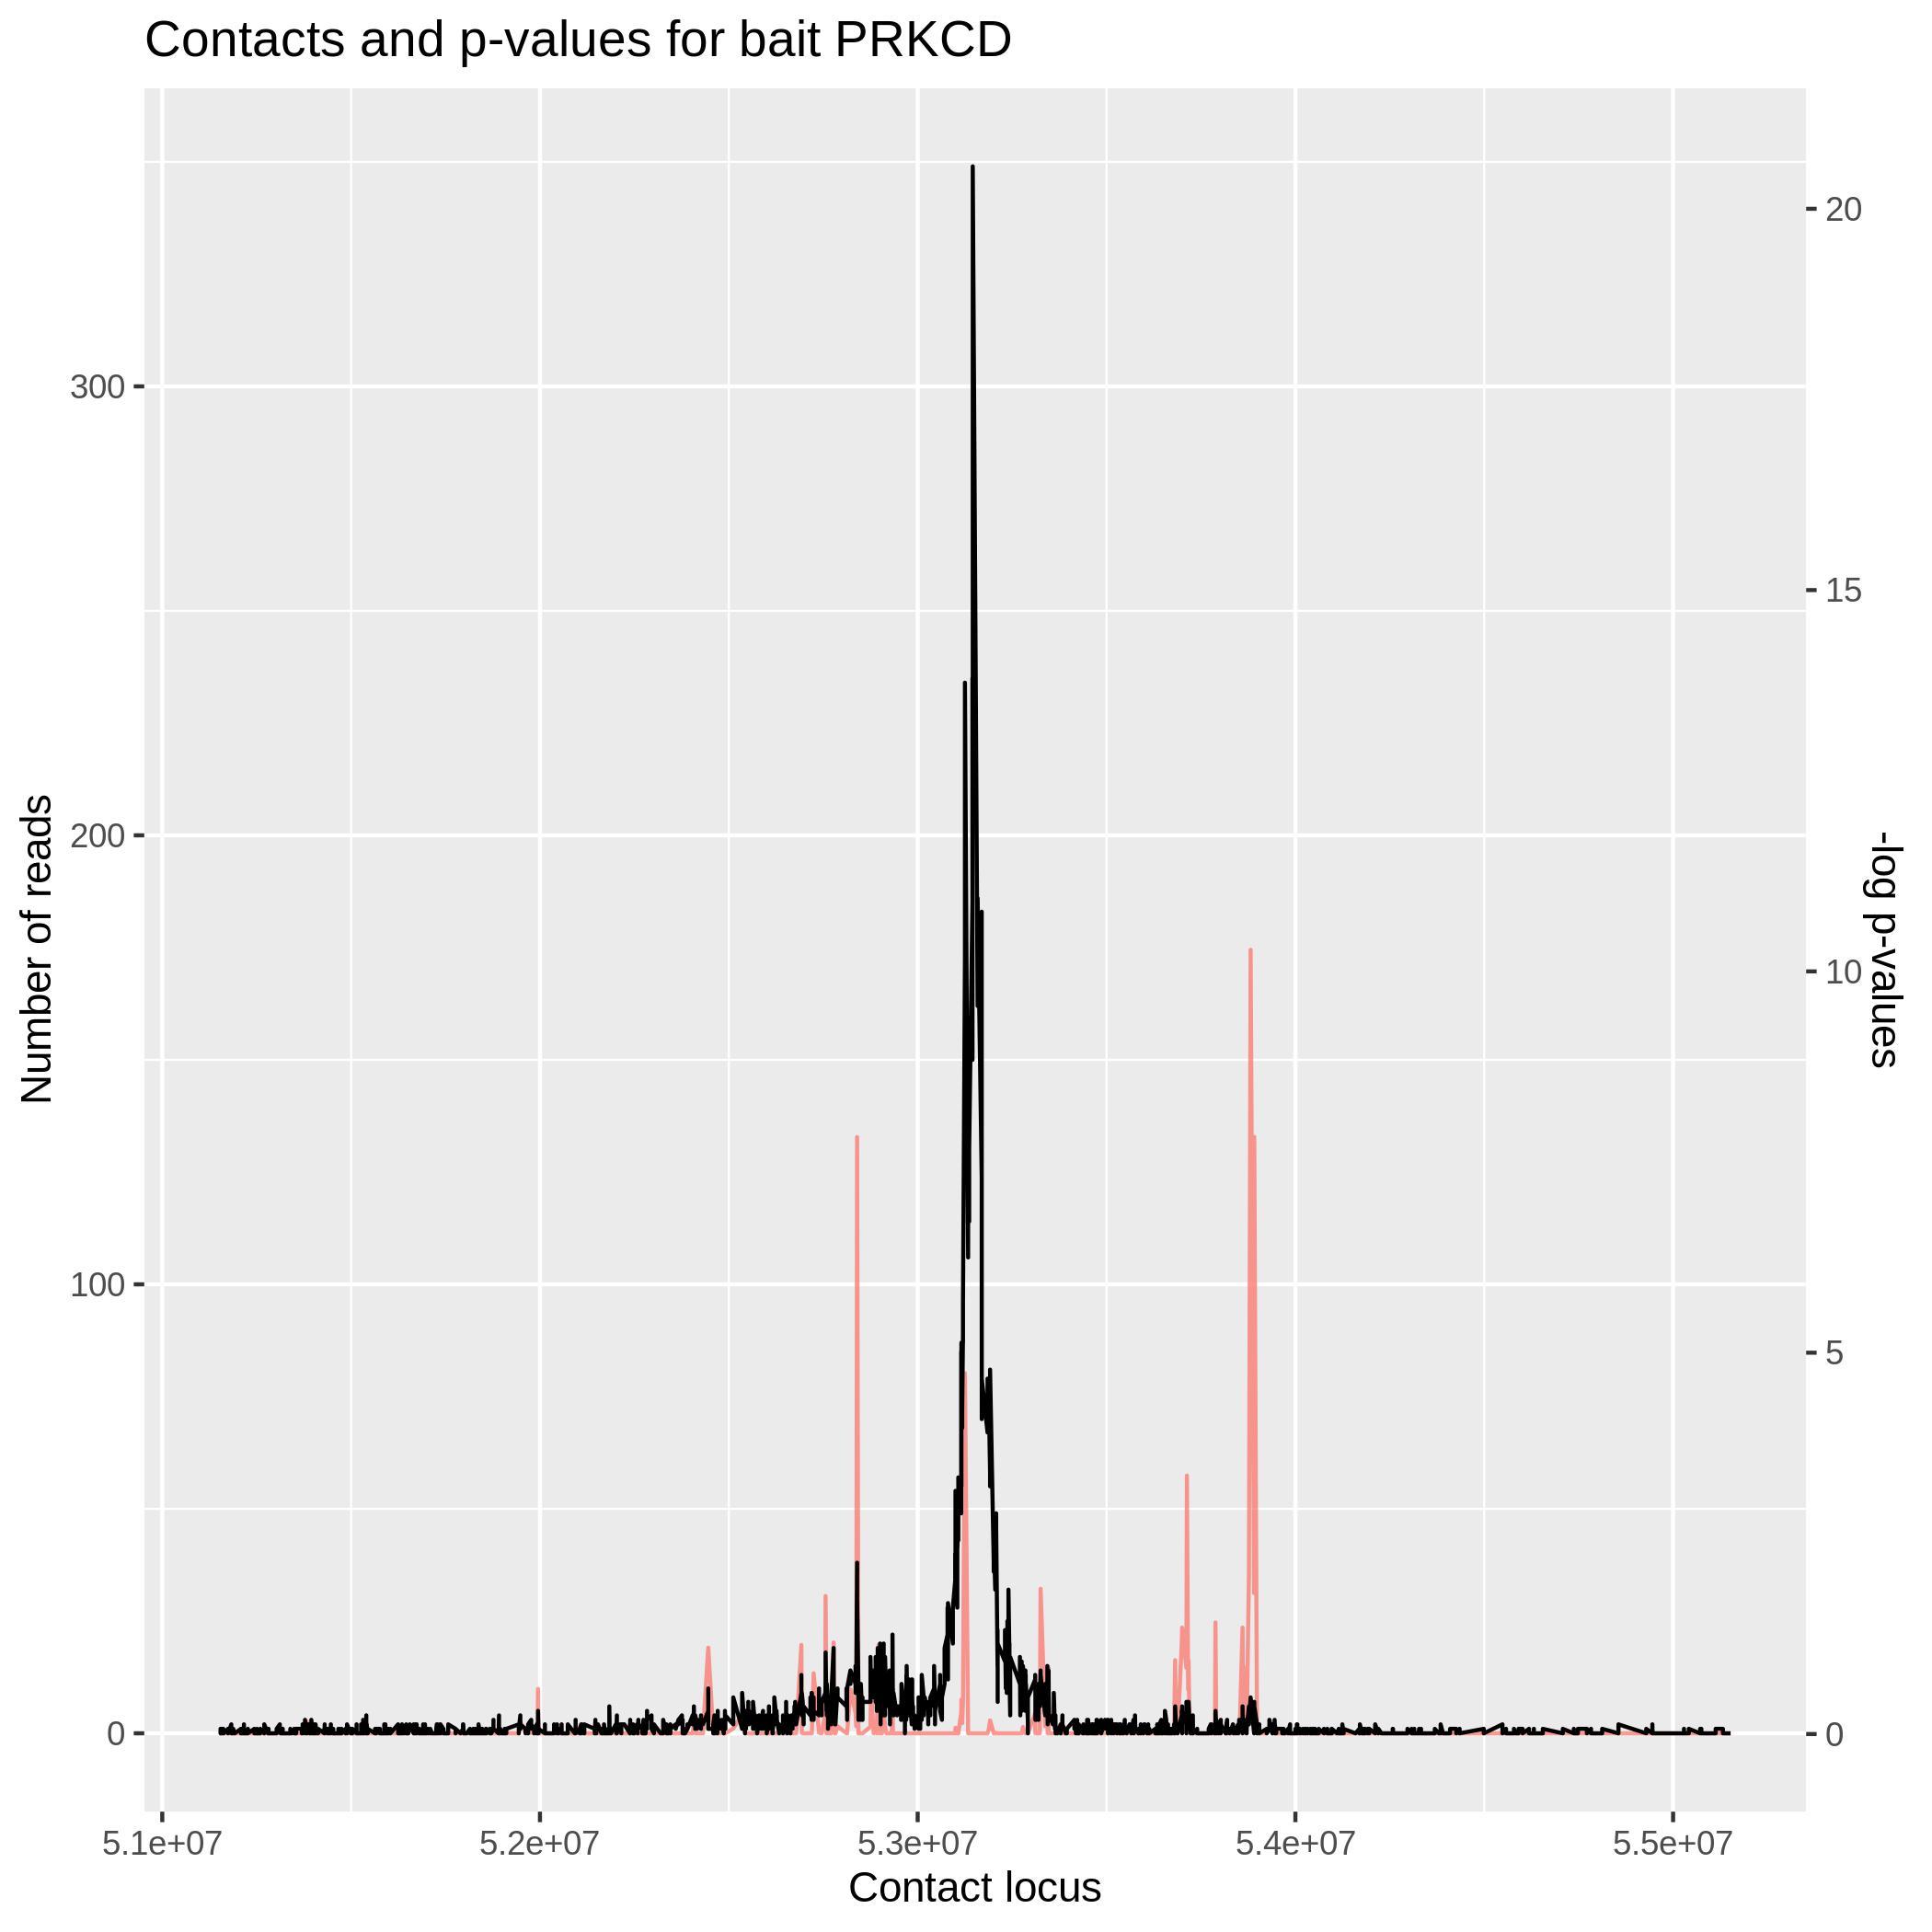 Contacts and p-values for bait PRKCD
Number of reads
300
200
100
0
20
15
10
5
0
-log p-values
5.1e+07 5.2e+07 5.3e+07 5.4e+07 5.5e+07
Contact locus